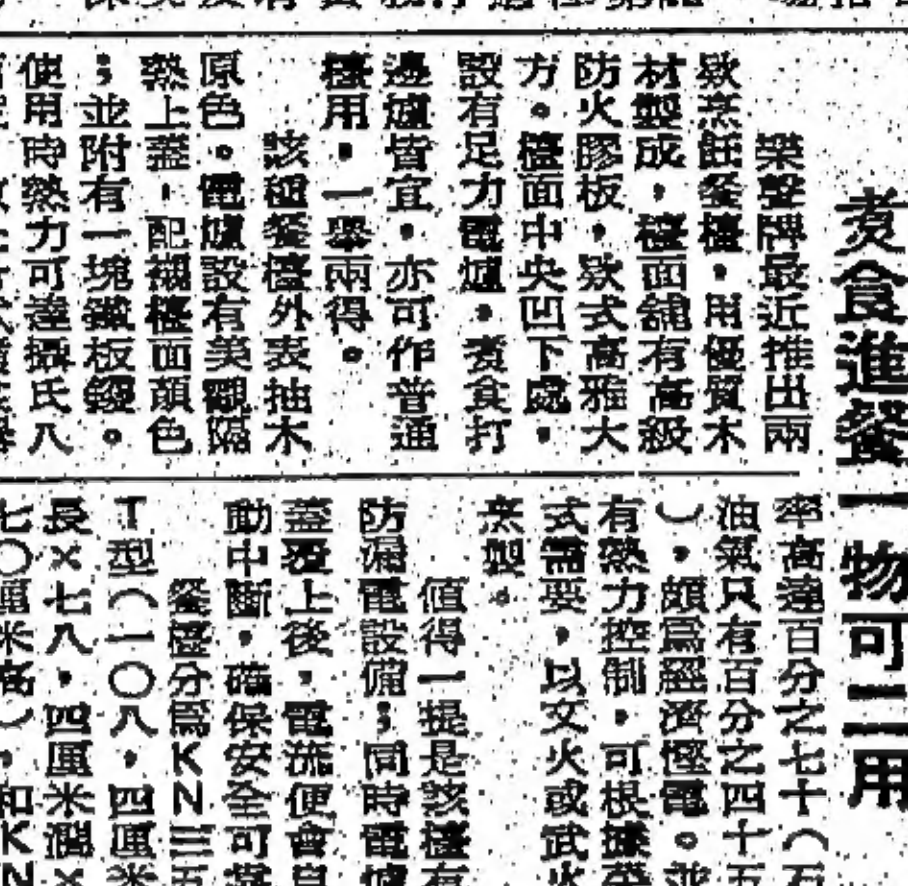 煮食進餐一物可二用
樂聲牌最近推出兩
欵烹飪餐檯，用優質木
材製成，檯面舖有高級
防火膠板，欵式高雅大
方。檯面中央凹下處，
設有足力電爐，煮食打
邊爐皆宜，亦可作普通
檯用，一舉兩得。
該種餐檯外表抽木
原色。電爐設有美觀隔
熱上蓋，配襯檯面顏色
；並附有一塊鐵板鑊。
使用時熱力可達攝氏八
率高達百分之七十（石
油氣只有百分之四十五
），頗爲經濟慳電。並
有熱力控制，可根據
式需要，以文火或武火
烹製。
值得一提是該檯有
防漏電設備；同時電爐
蓋覆上後，電流便會自
動中斷，確保安全可靠
餐檯分爲KN三五
T型（一〇八，四厘米
長×七八，四厘米濶×
七〇厘米高），和KN